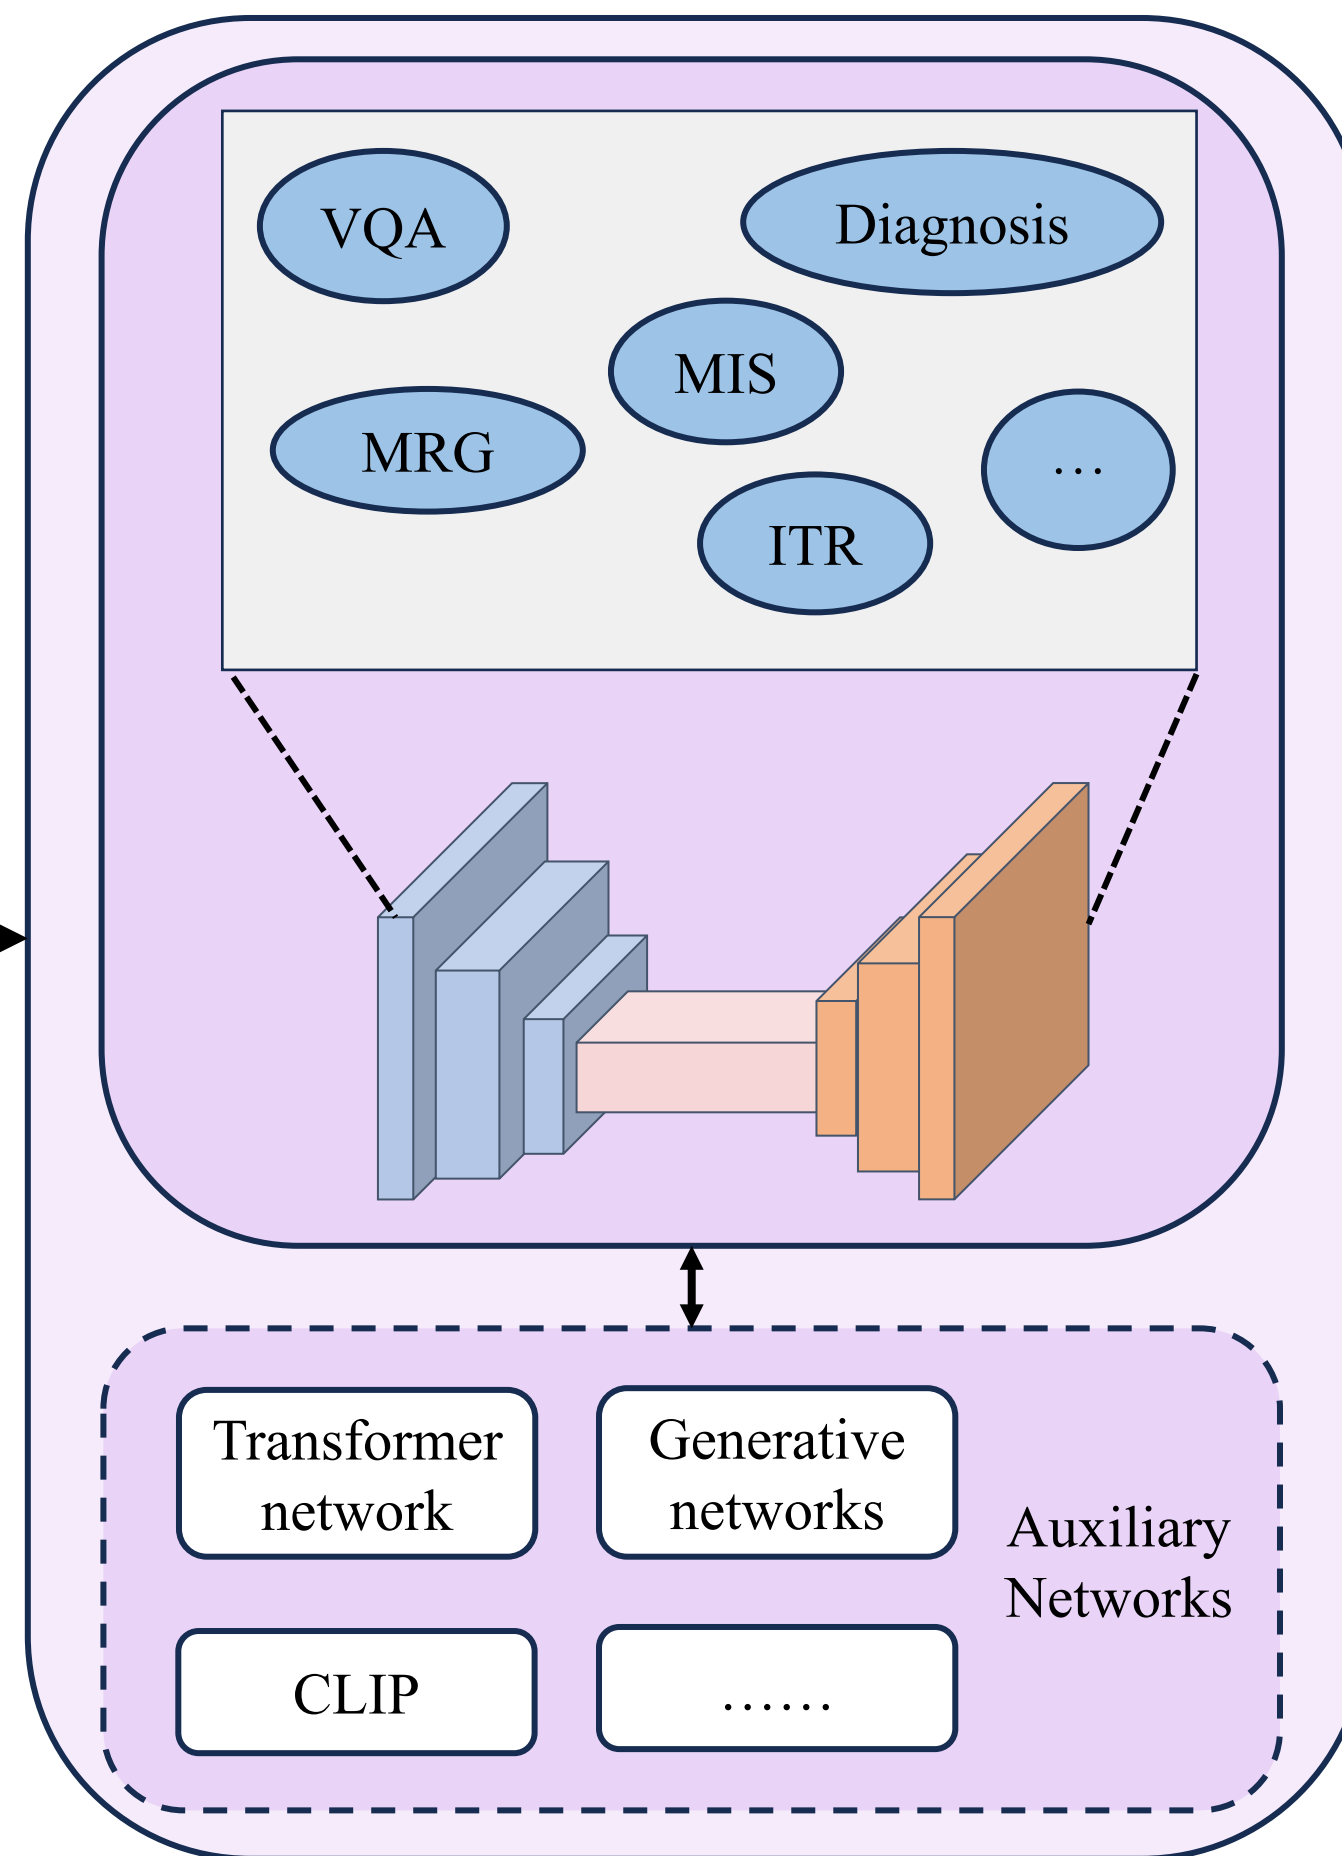 VQA
Diagnosis
MIS
MRG
…
ITR
Transformer
network
Generative
networks
Auxiliary
Networks
CLIP
……